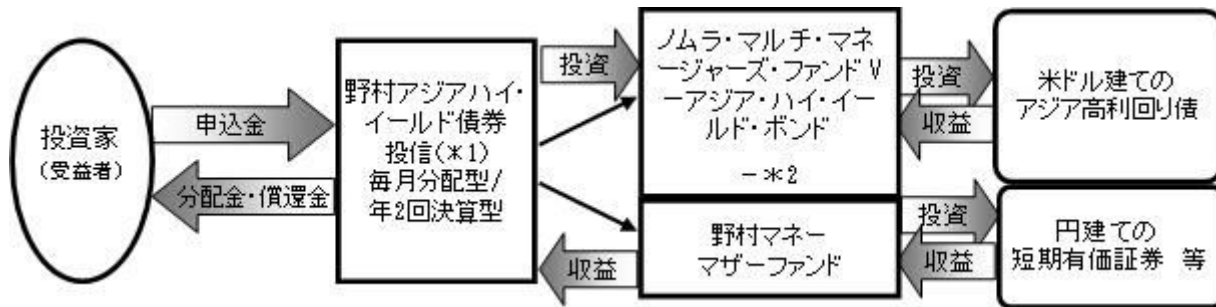 投資家
(受益者)
申込金
分配金・償還金
野村アジアハイ・
イールド債券
投信(＊1)
毎月分配型/
年2回決算型
投資
収益
ノムラ・マルチ・マネ
ージャーズ・ファンドⅤ
ーアジア・ハイ・イー
ルド・ボンド
－＊2
野村マネー
マザーファンド
投資
収益
米ドル建ての
アジア高利回り債
投資
収益
円建ての
短期有価証券　等